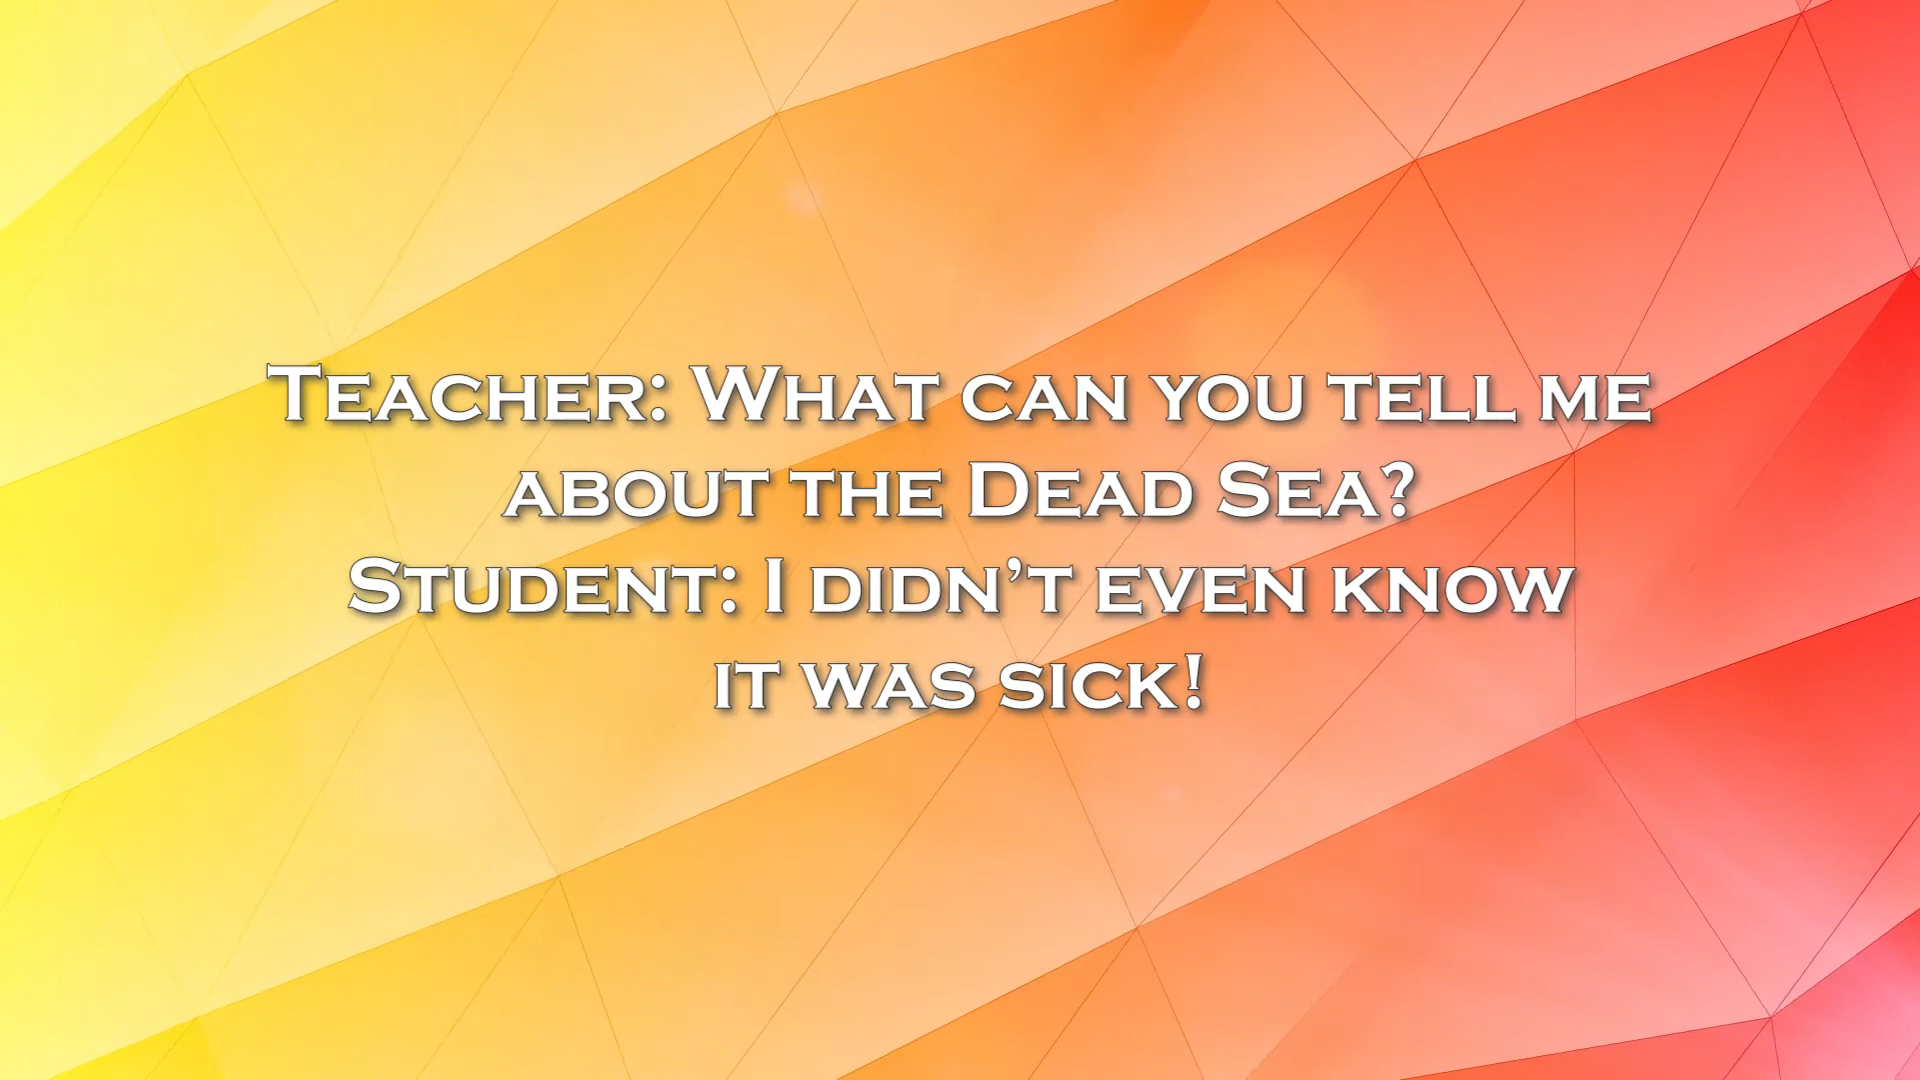 Teacher: What can you tell me
about the Dead Sea?
Student: I didn’t even know
it was sick!